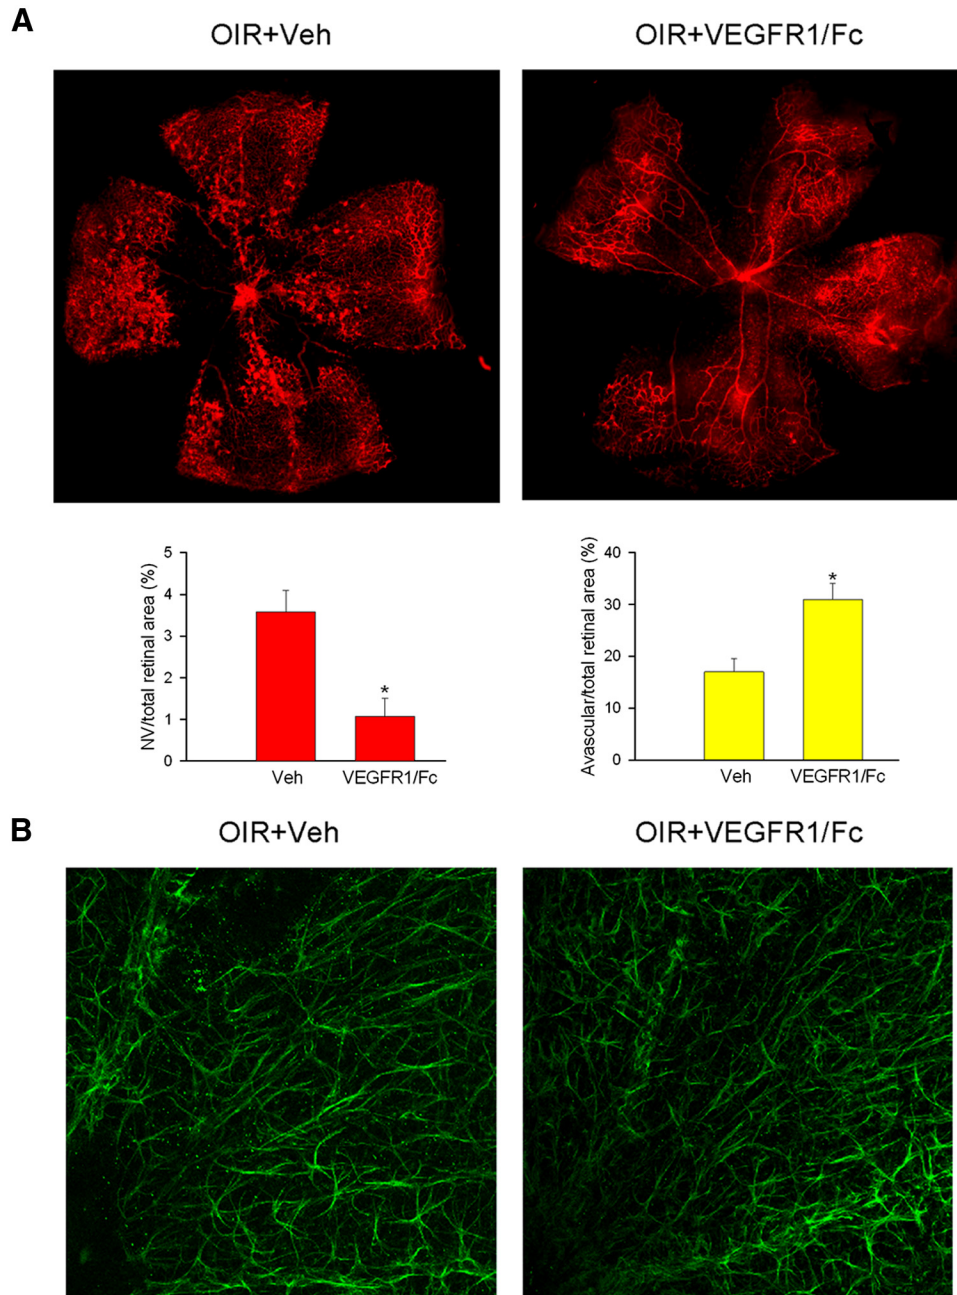 A
OIR+Veh
OIR+VEGFR1/Fc
NV/total retinal area (%)
5
4
3
2
1
0
*
Veh
VEGFR1/Fc
Avascular/total retinal area (%)
40
30
20
10
0
*
Veh
VEGFR1/Fc
B
OIR+Veh
OIR+VEGFR1/Fc